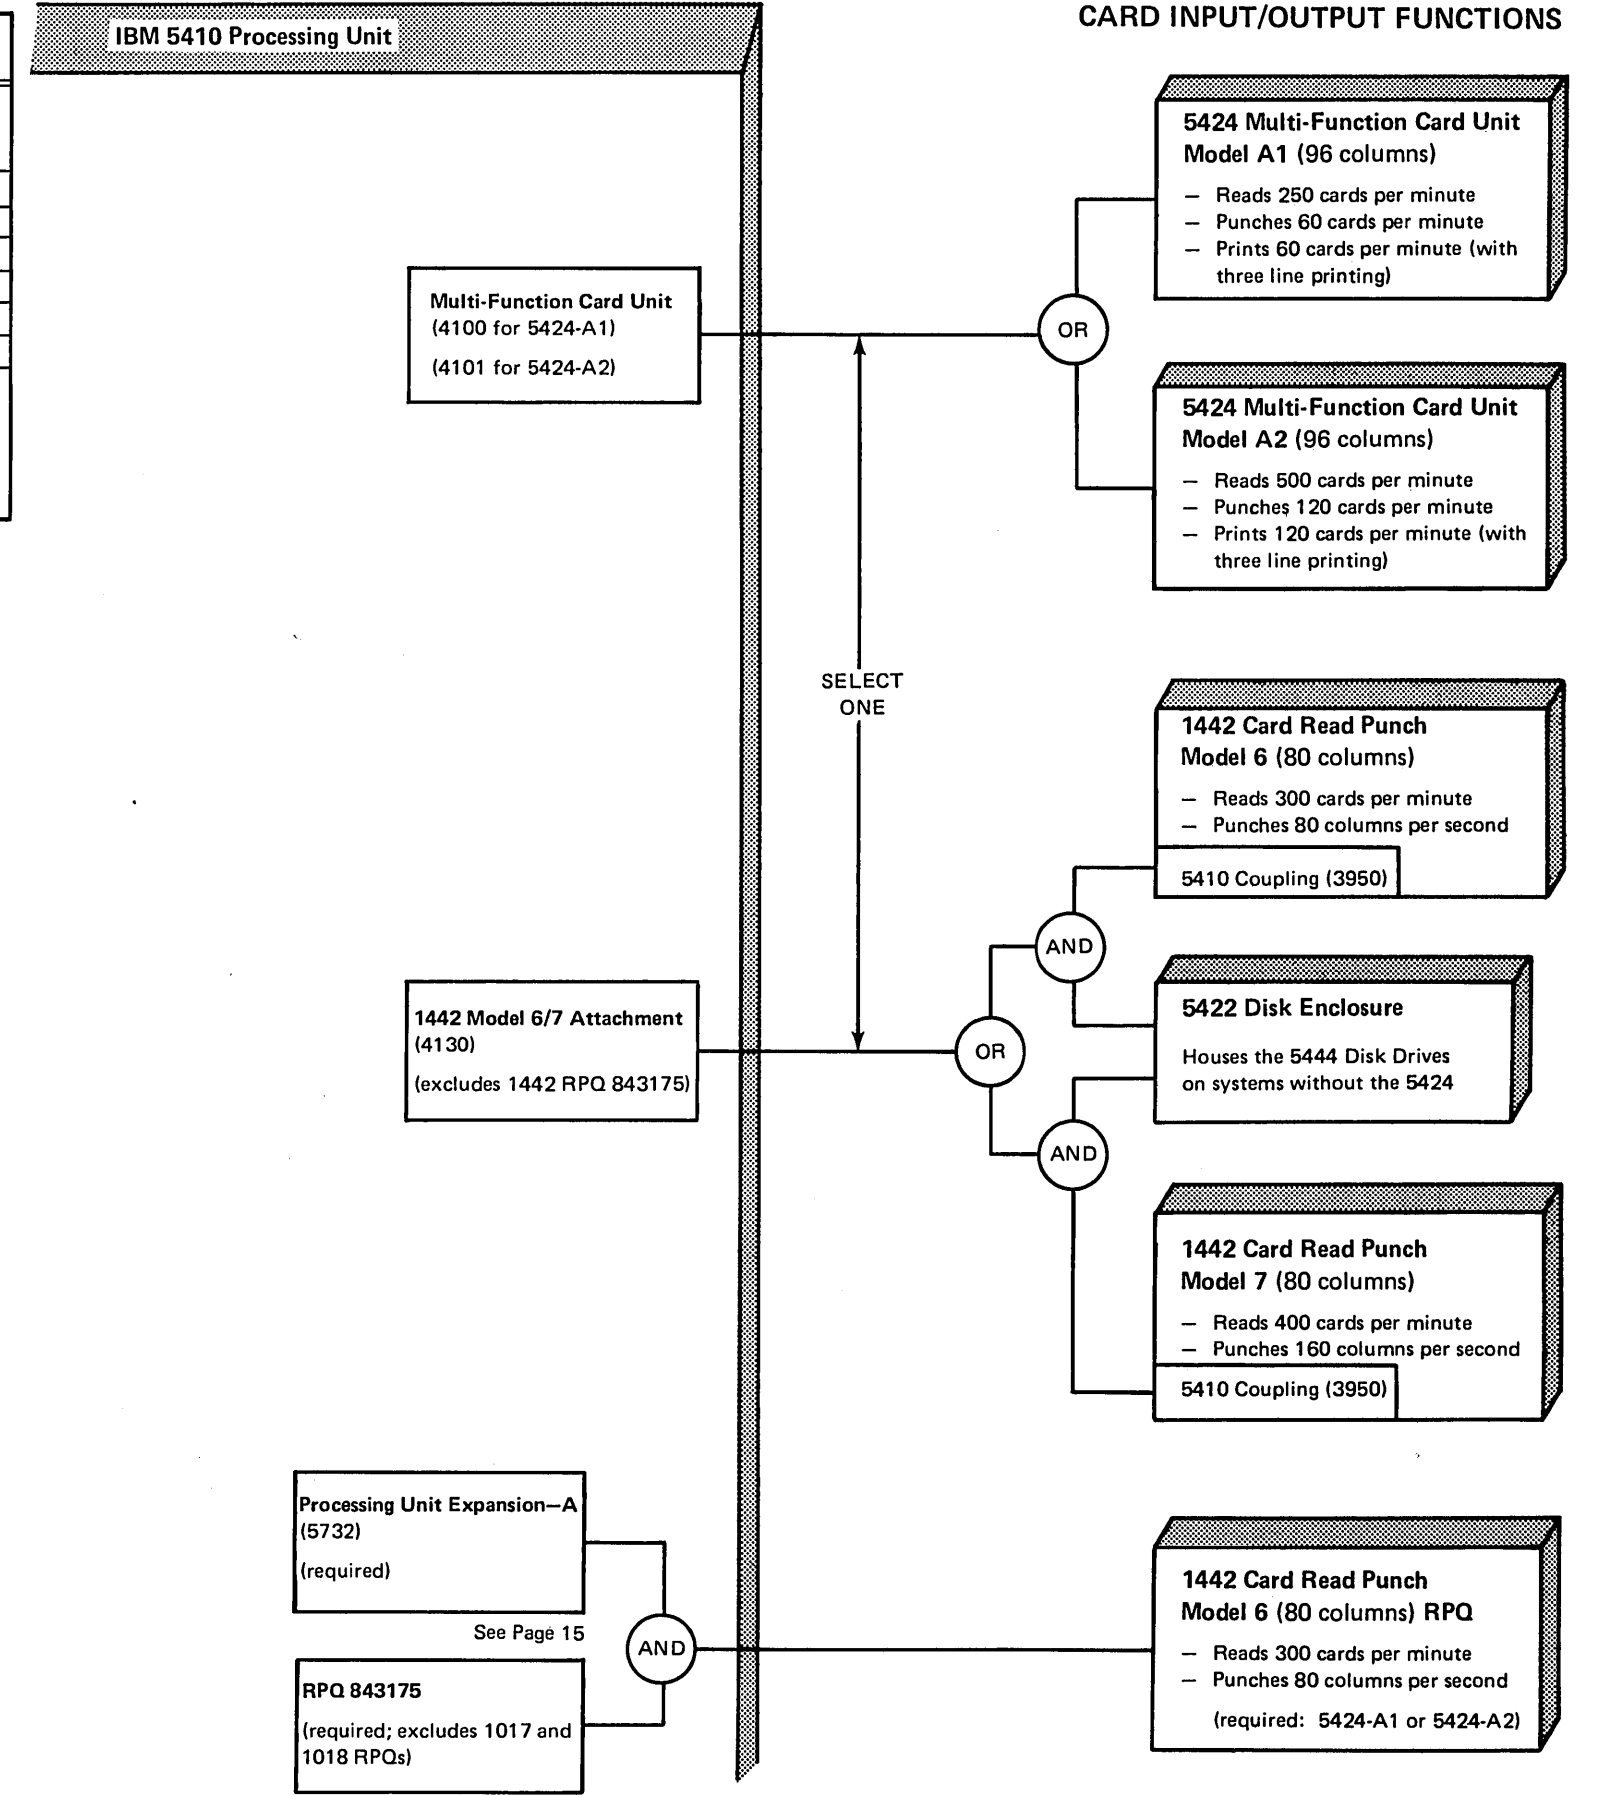 IBM 5410 Processing Unit
CARD INPUT/OUTPUT FUNCTIONS
5424 Multi-Function Card Unit
Model A1 (96 columns)
— Reads 250 cards per minute
— Punches 60 cards per minute
— Prints 60 cards per minute (with
three line printing)
Multi-Function Card Unit
(4100 for 5424-A1)
(4101 for 5424-A2)
OR
5424 Multi-Function Card Unit
Model A2 (96 columns)
— Reads 500 cards per minute
— Punches 120 cards per minute
— Prints 120 cards per minute (with
three line printing)
SELECT
ONE
1442 Card Read Punch
Model 6 (80 columns)
— Reads 300 cards per minute
— Punches 80 columns per second
5410 Coupling (3950)
AND
1442 Model 6/7 Attachment
(4130)
(excludes 1442 RPQ 843175)
OR
5422 Disk Enclosure
Houses the 5444 Disk Drives
on systems without the 5424
AND
1442 Card Read Punch
Model 7 (80 columns)
— Reads 400 cards per minute
— Punches 160 columns per second
5410 Coupling (3950)
Processing Unit Expansion—A
(5732)
(required)
See Page 15
AND
RPQ 843175
(required; excludes 1017 and
1018 RPQs)
1442 Card Read Punch
Model 6 (80 columns) RPQ
— Reads 300 cards per minute
— Punches 80 columns per second
(required: 5424-A1 or 5424-A2)